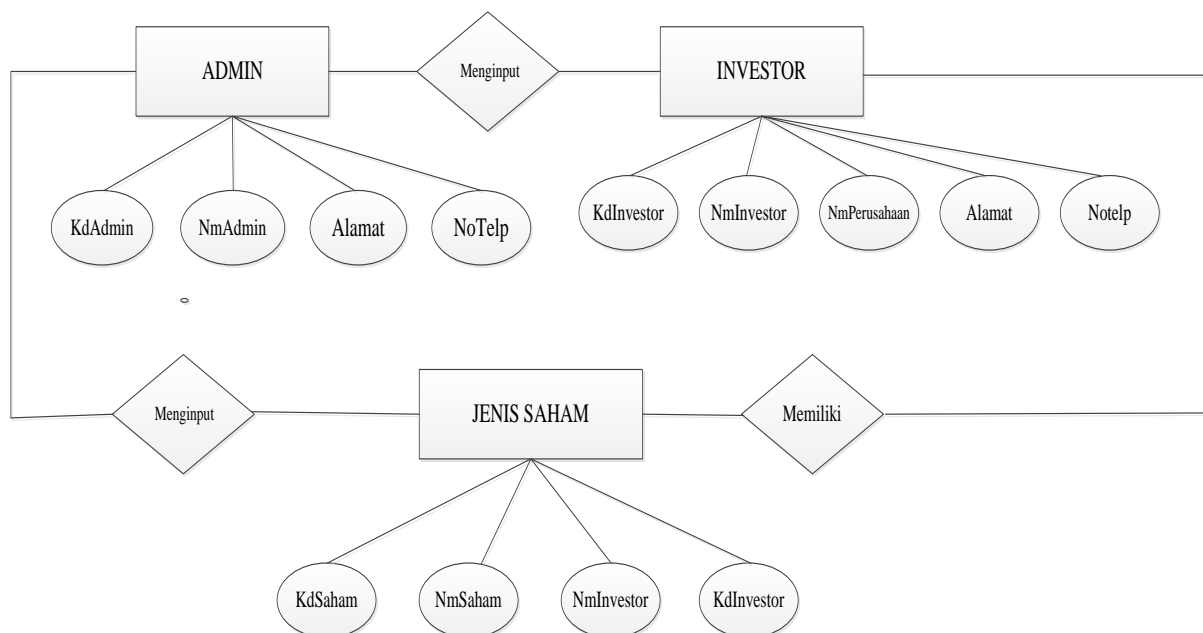 ADMIN
Menginput
INVESTOR
KdAdmin
NmAdmin
Alamat
NoTelp
KdInvestor
NmInvestor
NmPerusahaan
Alamat
Notelp
Menginput
JENIS SAHAM
Memiliki
KdSaham
NmSaham
NmInvestor
KdInvestor